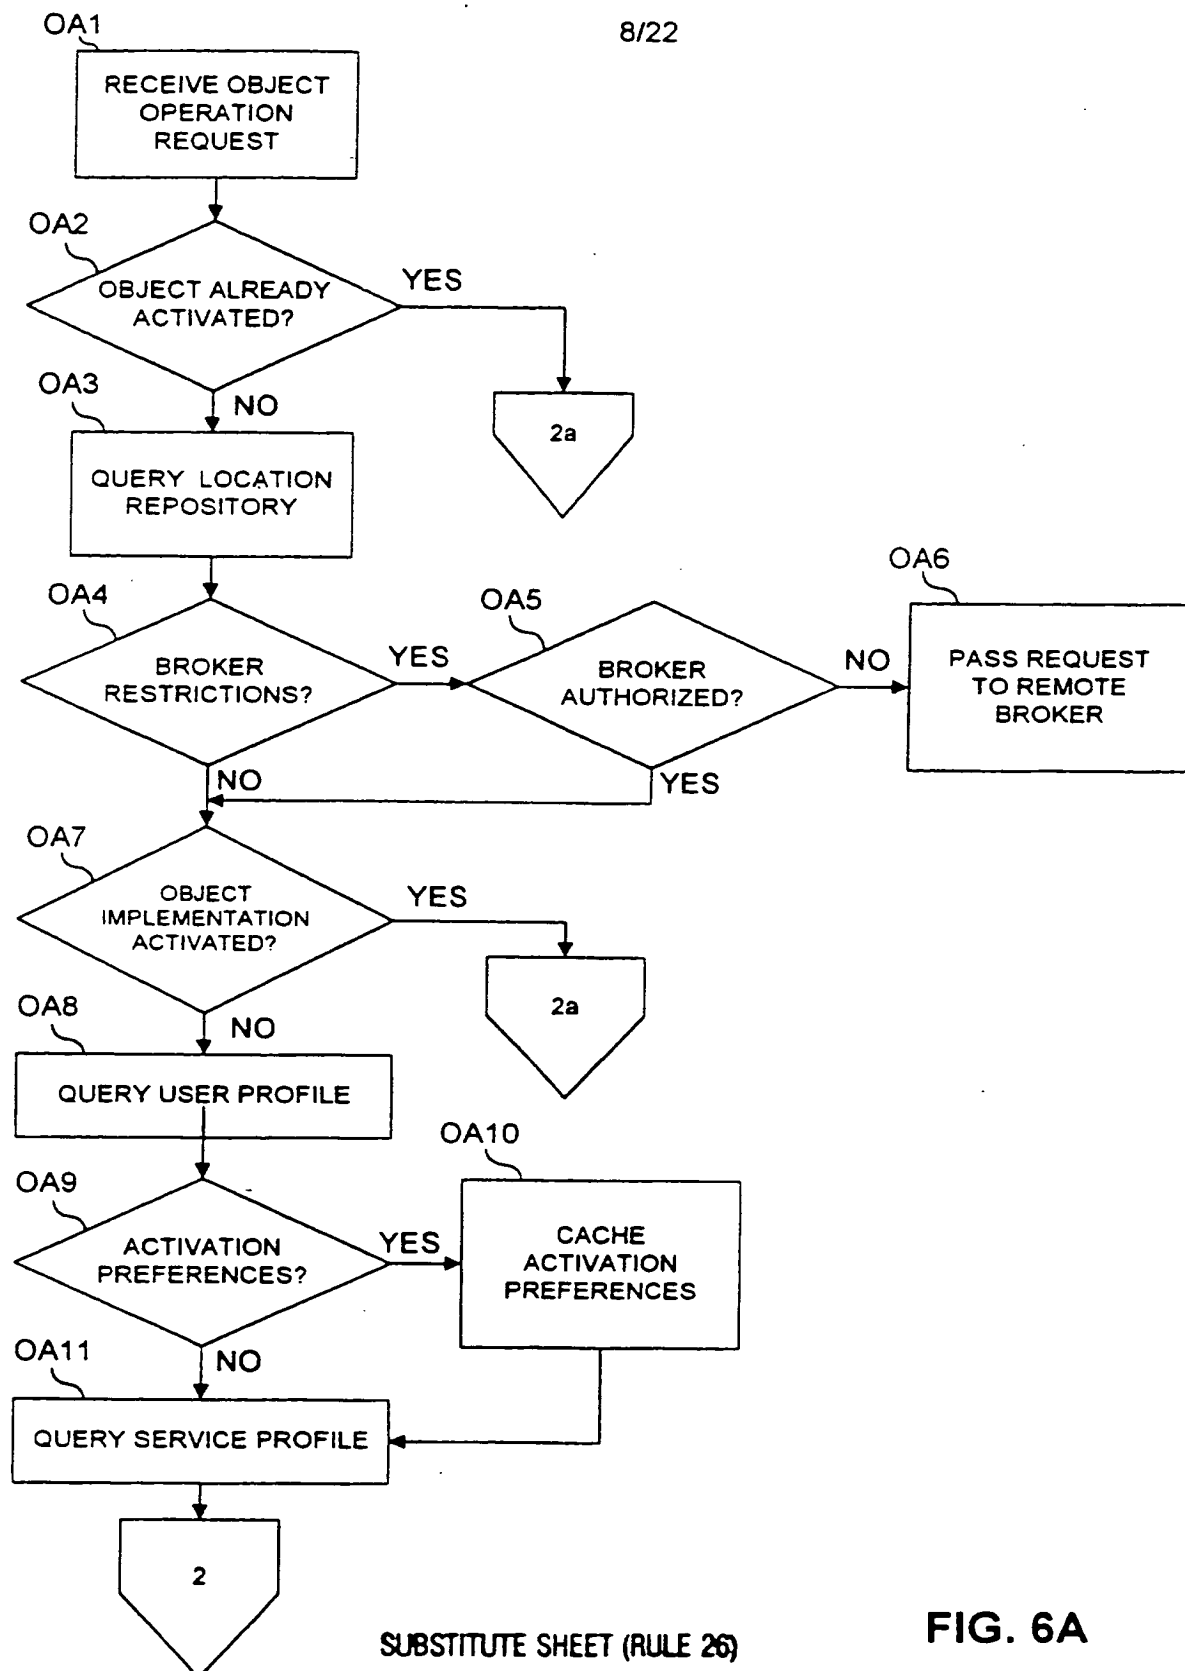 8/22
OA1
RECEIVE OBJECT
OPERATION
REQUEST
OA2
OBJECT ALREADY
ACTIVATED?
YES
2a
NO
OA3
QUERY LOCATION
REPOSITORY
OA4
BROKER
RESTRICTIONS?
YES
OA5
BROKER
AUTHORIZED?
NO
OA6
PASS REQUEST
TO REMOTE
BROKER
NO
YES
OA7
OBJECT
IMPLEMENTATION
ACTIVATED?
YES
2a
NO
OA8
QUERY USER PROFILE
OA9
ACTIVATION
PREFERENCES?
YES
OA10
CACHE
ACTIVATION
PREFERENCES
NO
OA11
QUERY SERVICE PROFILE
2
SUBSTITUTE SHEET (RULE 26)
FIG. 6A